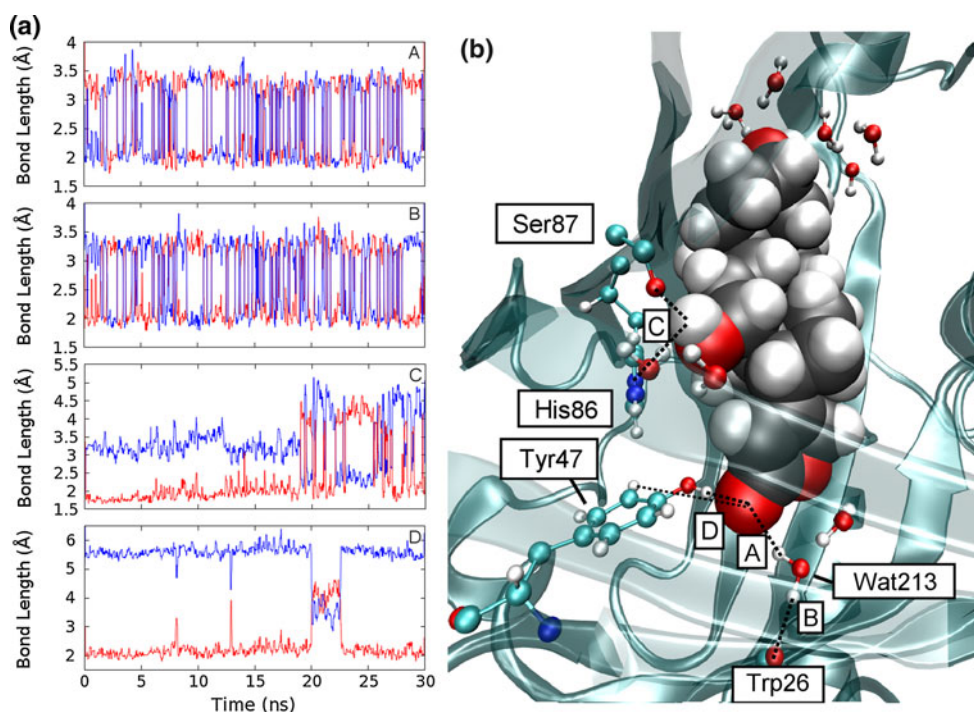 (a)
Bond Length (Å)
4
3.5
3
2.5
2
1.5
A
Bond Length (Å)
4
3.5
3
2.5
2
1.5
B
Bond Length (Å)
5.5
5
4.5
4
3.5
3
2.5
2
1.5
C
Bond Length (Å)
6
5
4
3
2
D
0 5 10 15 20 25 30
Time (ns)
(b)
Ser87
C
His86
Tyr47
D
A
Wat213
B
Trp26